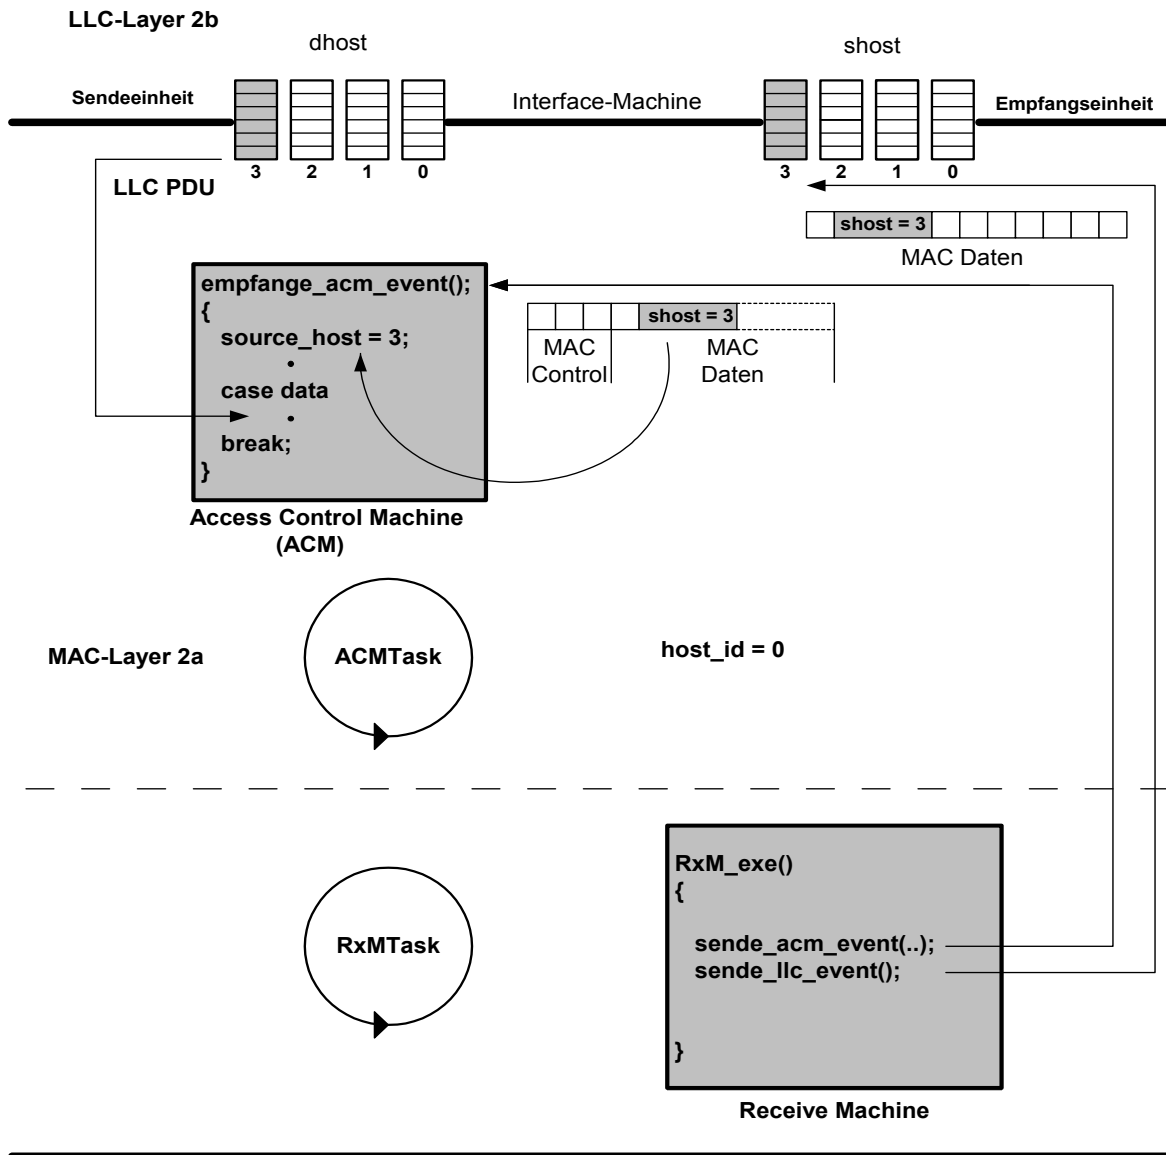 LLC-Layer 2b
dhost
shost
Sendeeinheit
Interface-Machine
Empfangseinheit
3 2 1 0
3 2 1 0
LLC PDU
shost = 3
MAC Daten
empfange_acm_event();
{
source_host = 3;
.
case data
.
break;
}
shost = 3
MAC
Control
MAC
Daten
Access Control Machine
(ACM)
MAC-Layer 2a
ACMTask
host_id = 0
RxMTask
RxM_exe()
{
sende_acm_event(..);
sende_llc_event();
}
Receive Machine